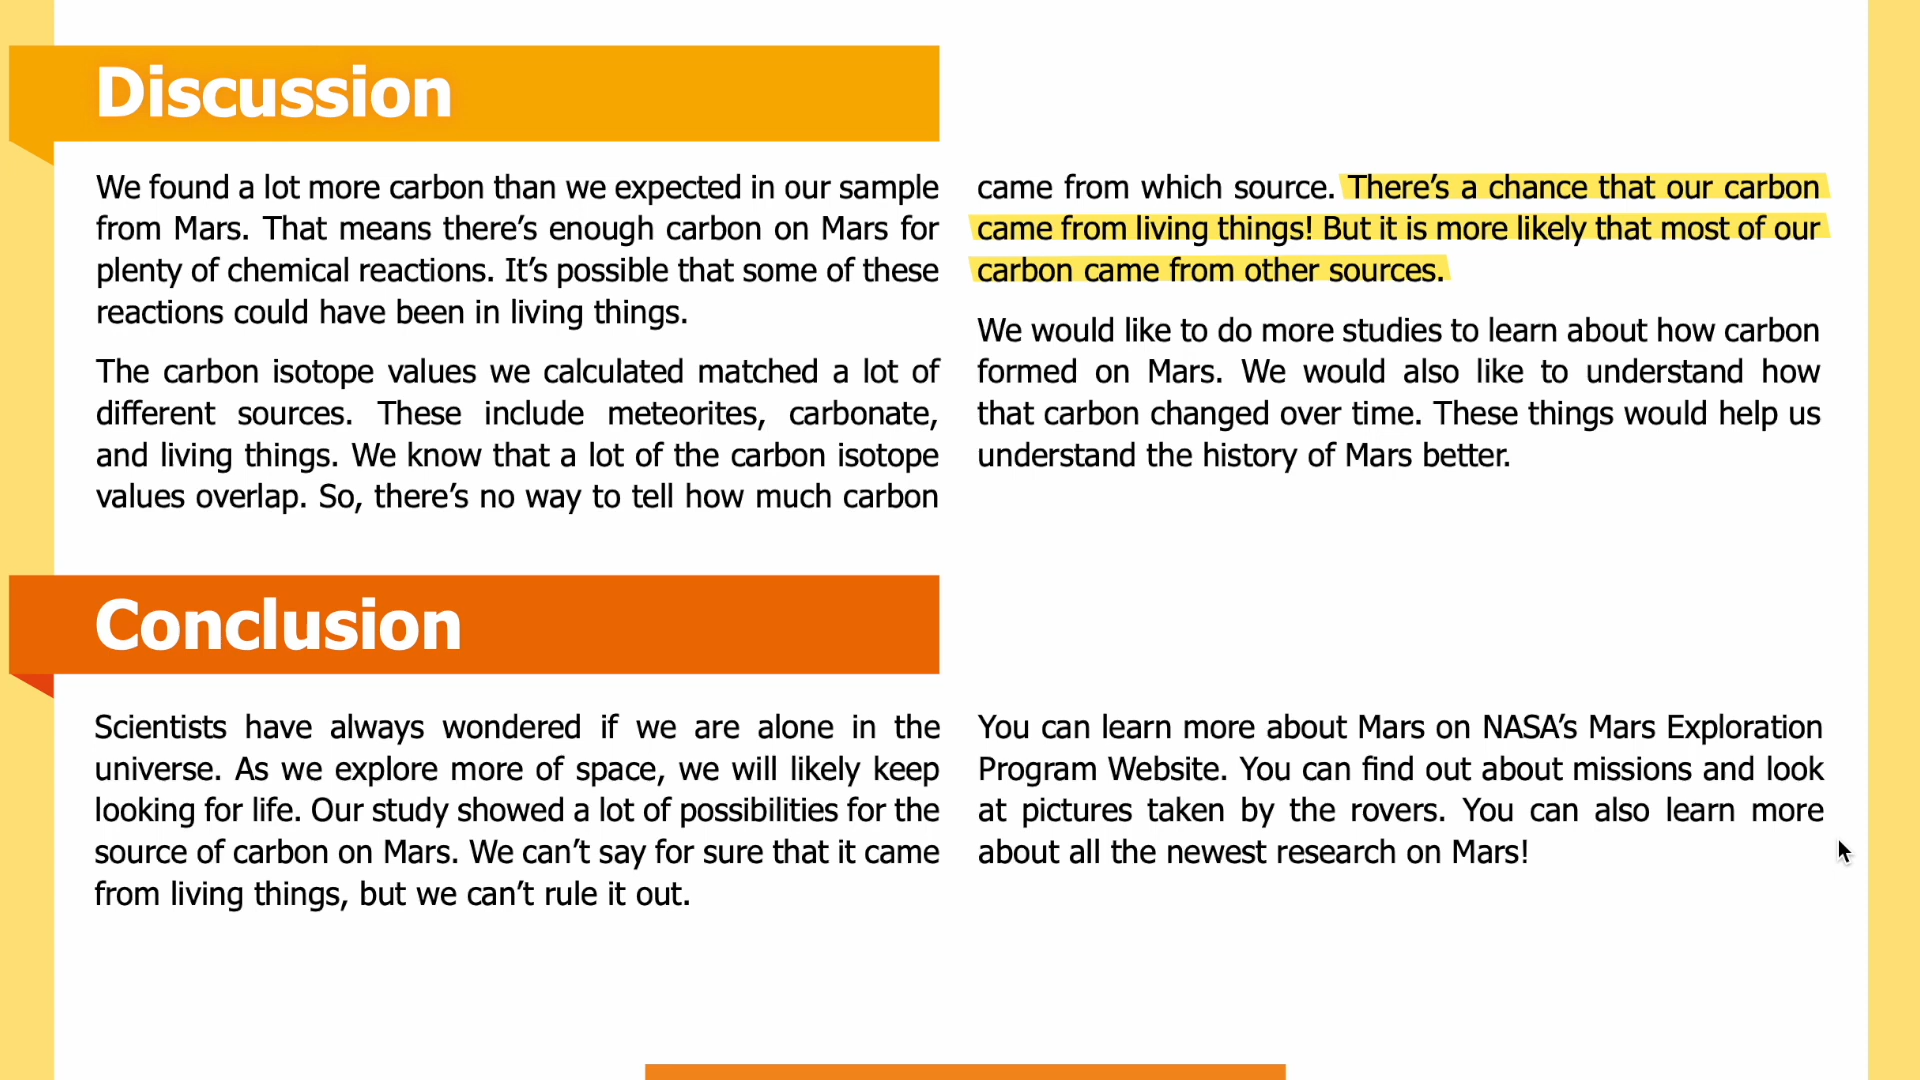 Discussion
We found a lot more carbon than we expected in our sample
from Mars. That means there’s enough carbon on Mars for
plenty of chemical reactions. It’s possible that some of these
reactions could have been in living things.
The carbon isotope values we calculated matched a lot of
different sources. These include meteorites, carbonate,
and living things. We know that a lot of the carbon isotope
values overlap. So, there’s no way to tell how much carbon
came from which source. There’s a chance that our carbon
came from living things! But it is more likely that most of our
carbon came from other sources.
We would like to do more studies to learn about how carbon
formed on Mars. We would also like to understand how
that carbon changed over time. These things would help us
understand the history of Mars better.
Conclusion
Scientists have always wondered if we are alone in the
universe. As we explore more of space, we will likely keep
looking for life. Our study showed a lot of possibilities for the
source of carbon on Mars. We can’t say for sure that it came
from living things, but we can’t rule it out.
You can learn more about Mars on NASA’s Mars Exploration
Program Website. You can find out about missions and look
at pictures taken by the rovers. You can also learn more
about all the newest research on Mars!